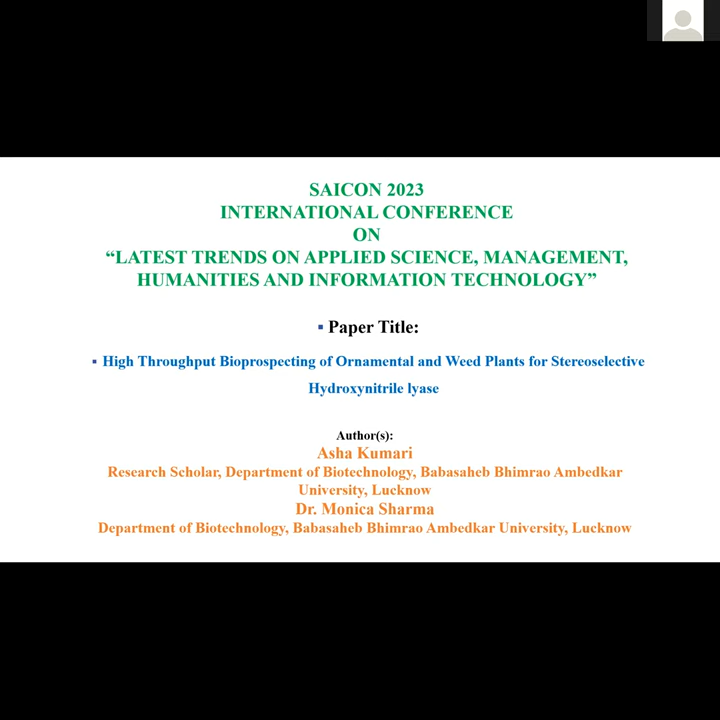 SAICON 2023
INTERNATIONAL CONFERENCE
ON
“LATEST TRENDS ON APPLIED SCIENCE, MANAGEMENT,
HUMANITIES AND INFORMATION TECHNOLOGY”
▪ Paper Title:
▪ High Throughput Bioprospecting of Ornamental and Weed Plants for Stereoselective
Hydroxynitrile lyase
Author(s):
Asha Kumari
Research Scholar, Department of Biotechnology, Babasaheb Bhimrao Ambedkar
University, Lucknow
Dr. Monica Sharma
Department of Biotechnology, Babasaheb Bhimrao Ambedkar University, Lucknow